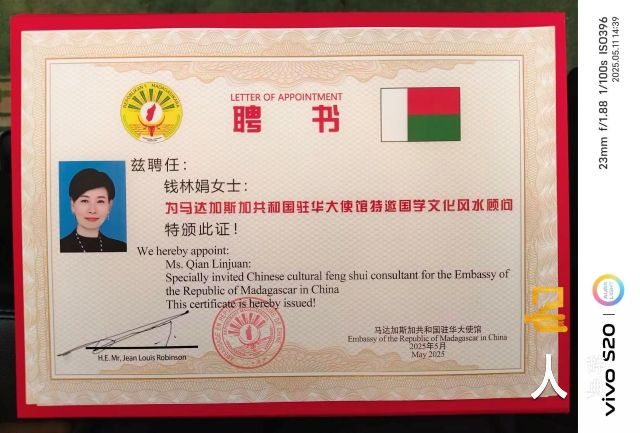 LETTER OF APPOINTMENT
聘 书
兹聘任：
钱林娟女士：
为马达加斯加共和国驻华大使馆特邀国学文化风水顾问
特颁此证！
We hereby appoint:
Ms. Qian Linjuan:
Specially invited Chinese cultural feng shui consultant for the Embassy of
the Republic of Madagascar in China
This certificate is hereby issued!
H.E. Mr, Jean Louis Robinson
马达加斯加共和国驻华大使馆
Embassy of the Republic of Madagascar in China
2025年5月
May 2025
23mm f/1.88 1/100s ISO396
2025.05.11 14:39
vivo S20
AURA LIGHT
人